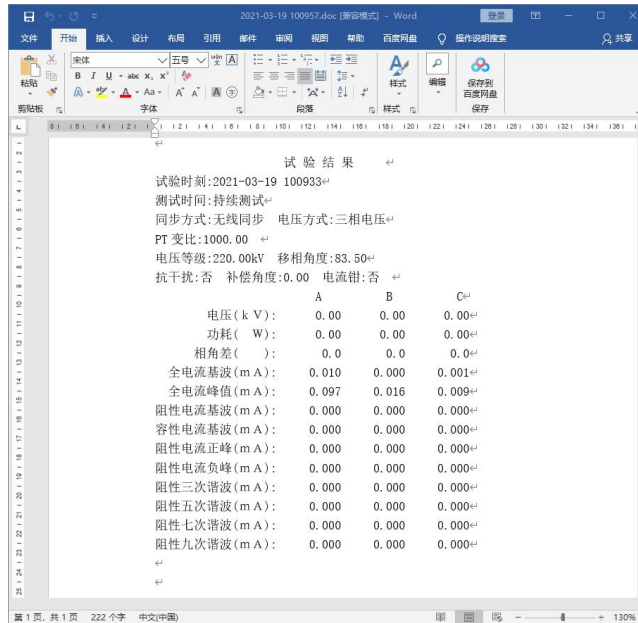 2021-03-19 100957.doc [兼容模式] - Word
登录
文件 开始 插入 设计 布局 引用 邮件 审阅 视图 帮助 百度网盘 操作说明搜索 共享
宋体 五号
粘贴
样式
编辑
保存到
百度网盘
剪贴板 字体 段落 样式 保存
试 验 结 果
试验时刻:2021-03-19 100933
测试时间:持续测试
同步方式:无线同步 电压方式:三相电压
PT 变比:1000.00
电压等级:220.00kV 移相角度:83.50
抗干扰:否 补偿角度:0.00 电流钳:否
A B C
电压(k V): 0.00 0.00 0.00
功耗( W): 0.00 0.00 0.00
相角差( ): 0.0 0.0 0.0
全电流基波(m A): 0.010 0.000 0.001
全电流峰值(m A): 0.097 0.016 0.009
阻性电流基波(m A): 0.000 0.000 0.000
容性电流基波(m A): 0.000 0.000 0.000
阻性电流正峰(m A): 0.000 0.000 0.000
阻性电流负峰(m A): 0.000 0.000 0.000
阻性三次谐波(m A): 0.000 0.000 0.000
阻性五次谐波(m A): 0.000 0.000 0.000
阻性七次谐波(m A): 0.000 0.000 0.000
阻性九次谐波(m A): 0.000 0.000 0.000
第 1 页, 共 1 页 222 个字 中文(中国) 130%